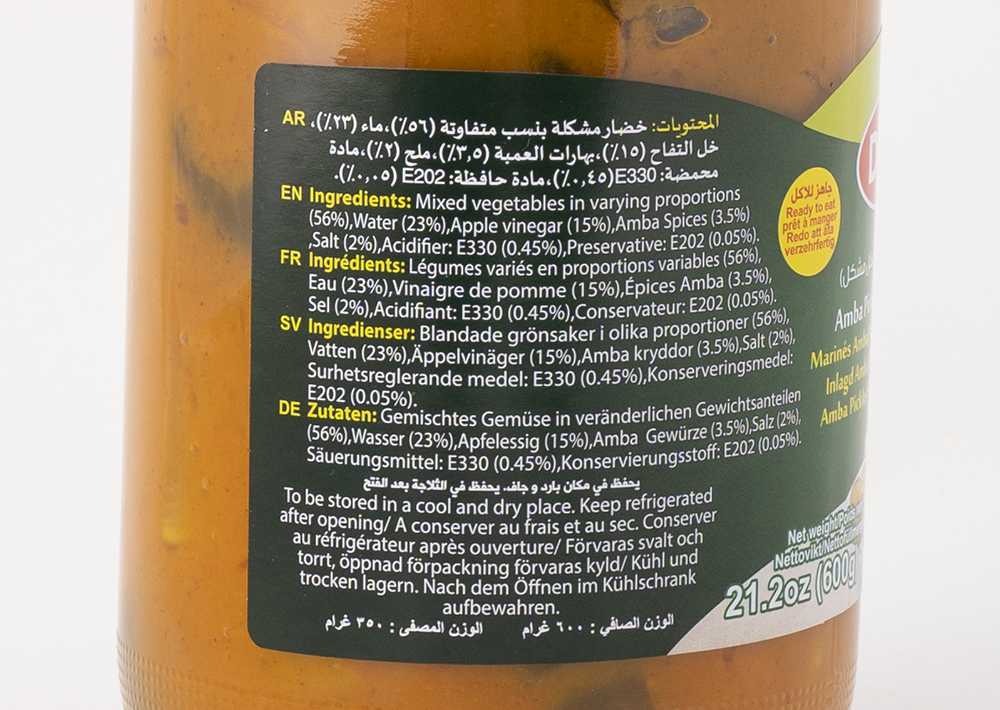 AR المحتويات: خضار مشكلة بنسب متفاوتة (٥٦٪)،ماء (٢٣٪)،
خل التفاح (١٥٪)،بهارات العمبة (٣,٥٪)،ملح (٢٪)،مادة
محمضة: E330(٠,٤٥٪)،مادة حافظة: E202 (٠,٠٥٪).
EN Ingredients: Mixed vegetables in varying proportions
(56%),Water (23%),Apple vinegar (15%),Amba Spices (3.5%)
,Salt (2%),Acidifier: E330 (0.45%),Preservative: E202 (0.05%).
FR Ingrédients: Légumes variés en proportions variables (56%),
Eau (23%),Vinaigre de pomme (15%),Épices Amba (3.5%),
Sel (2%),Acidifiant: E330 (0.45%),Conservateur: E202 (0.05%).
SV Ingredienser: Blandade grönsaker i olika proportioner (56%),
Vatten (23%),Äppelvinäger (15%),Amba kryddor (3.5%),Salt (2%),
Surhetsreglerande medel: E330 (0.45%),Konserveringsmedel:
E202 (0.05%).
DE Zutaten: Gemischtes Gemüse in veränderlichen Gewichtsanteilen
(56%),Wasser (23%),Apfelessig (15%),Amba Gewürze (3.5%),Salz (2%),
Säuerungsmittel: E330 (0.45%),Konservierungsstoff: E202 (0.05%).
يحفظ في مكان بارد و جاف. يحفظ في الثلاجة بعد الفتح
To be stored in a cool and dry place. Keep refrigerated
after opening/ A conserver au frais et au sec. Conserver
au réfrigérateur après ouverture/ Förvaras svalt och
torrt, öppnad förpackning förvaras kyld/ Kühl und
trocken lagern. Nach dem Öffnen im Kühlschrank
aufbewahren.
الوزن الصافي : ٦٠٠ غرام الوزن المصفى : ٣٥٠ غرام
جاهز للاكل
Ready to eat
prêt à manger
Redo att äta
verzehrfertig
Amba
Marinés
Inlagd
Amba
Net weight/Poids
Nettovikt/
21.2oz (600g